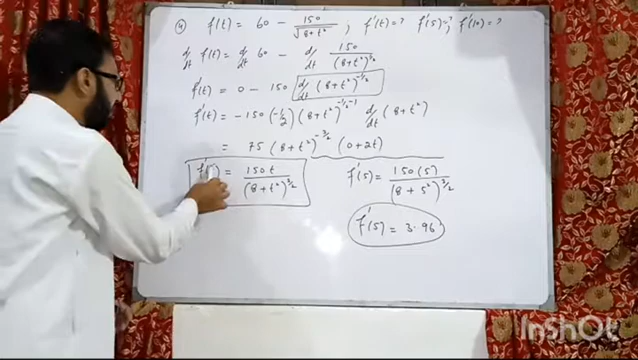 (4) f(t) = 60 - 150/√(8+t²) ; f'(t)=? f'(5)=?, f'(10)=?
d/dt f(t) = d/dt 60 - d/dt 150/(8+t²)^½
f'(t) = 0 - 150 d/dt (8+t²)^-½
f'(t) = -150 (-½) (8+t²)^-½-1 d/dt (8+t²)
= 75 (8+t²)^-3/2 (0+2t)
= 150t/(8+t²)^3/2
f'(5) = 150(5)/(8+5²)^3/2
f'(5) = 3.96
InShOt